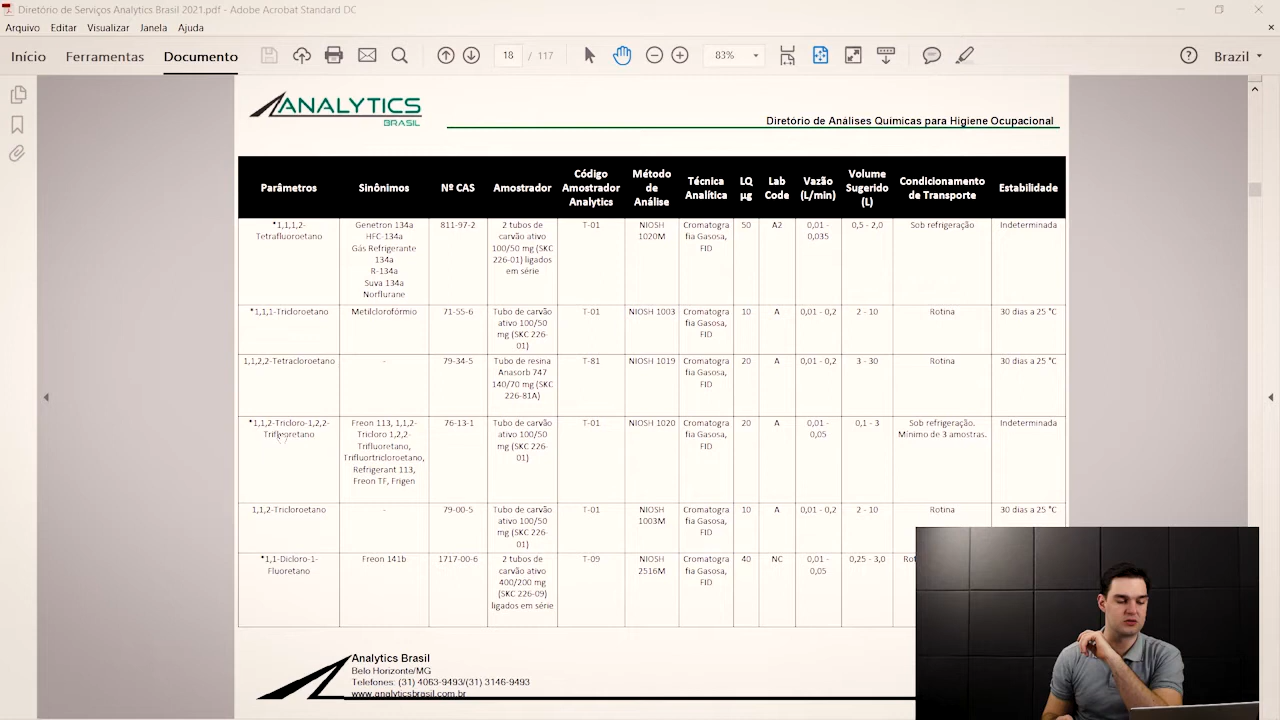 Diretório de Serviços Analytics Brasil 2021.pdf - Adobe Acrobat Standard DC
Arquivo Editar Visualizar Janela Ajuda
Início Ferramentas Documento 18 / 117 83% Brazil
ANALYTICS
BRASIL
Diretório de Análises Químicas para Higiene Ocupacional
Parâmetros
Sinônimos
Nº CAS
Amostrador
Código
Amostrador
Analytics
Método
de
Análise
Técnica
Analítica
LQ
µg
Lab
Code
Vazão
(L/min)
Volume
Sugerido
(L)
Condicionamento
de Transporte
Estabilidade
*1,1,1,2-
Tetrafluoretano
Genetron 134a
HFC-134a
Gás Refrigerante
134a
R-134a
Suva 134a
Norflurane
811-97-2
2 tubos de
carvão ativo
100/50 mg (SKC
226-01) ligados
em série
T-01
NIOSH
1020M
Cromatogra
fia Gasosa,
FID
50
A2
0,01 -
0,035
0,5 - 2,0
Sob refrigeração
Indeterminada
*1,1,1-Tricloroetano
Metilclorofórmio
71-55-6
Tubo de carvão
ativo 100/50
mg (SKC 226-
01)
T-01
NIOSH 1003
Cromatogra
fia Gasosa,
FID
10
A
0,01 - 0,2
2 - 10
Rotina
30 dias a 25 °C
1,1,2,2-Tetracloroetano
-
79-34-5
Tubo de resina
Anasorb 747
140/70 mg (SKC
226-81A)
T-81
NIOSH 1019
Cromatogra
fia Gasosa,
FID
20
A
0,01 - 0,2
3 - 30
Rotina
30 dias a 25 °C
*1,1,2-Tricloro-1,2,2-
Trifluoretano
Freon 113, 1,1,2-
Tricloro 1,2,2-
Trifluoretano,
Trifluortricloroetano,
Refrigerant 113,
Freon TF, Frigen
76-13-1
Tubo de carvão
ativo 100/50
mg (SKC 226-
01)
T-01
NIOSH 1020
Cromatogra
fia Gasosa,
FID
20
A
0,01 -
0,05
0,1 - 3
Sob refrigeração.
Mínimo de 3 amostras.
Indeterminada
1,1,2-Tricloroetano
-
79-00-5
Tubo de carvão
ativo 100/50
mg (SKC 226-
01)
T-01
NIOSH
1003M
Cromatogra
fia Gasosa,
FID
10
A
0,01 - 0,2
2 - 10
Rotina
30 dias a 25 °C
*1,1-Dicloro-1-
Fluoretano
Freon 141b
1717-00-6
2 tubos de
carvão ativo
400/200 mg
(SKC 226-09)
ligados em série
T-09
NIOSH
2516M
Cromatogra
fia Gasosa,
FID
40
NC
0,01 -
0,05
0,25 - 3,0
Analytics Brasil
Belo Horizonte/MG
Telefones: (31) 4063-9493/(31) 3146-9493
www.analyticsbrasil.com.br